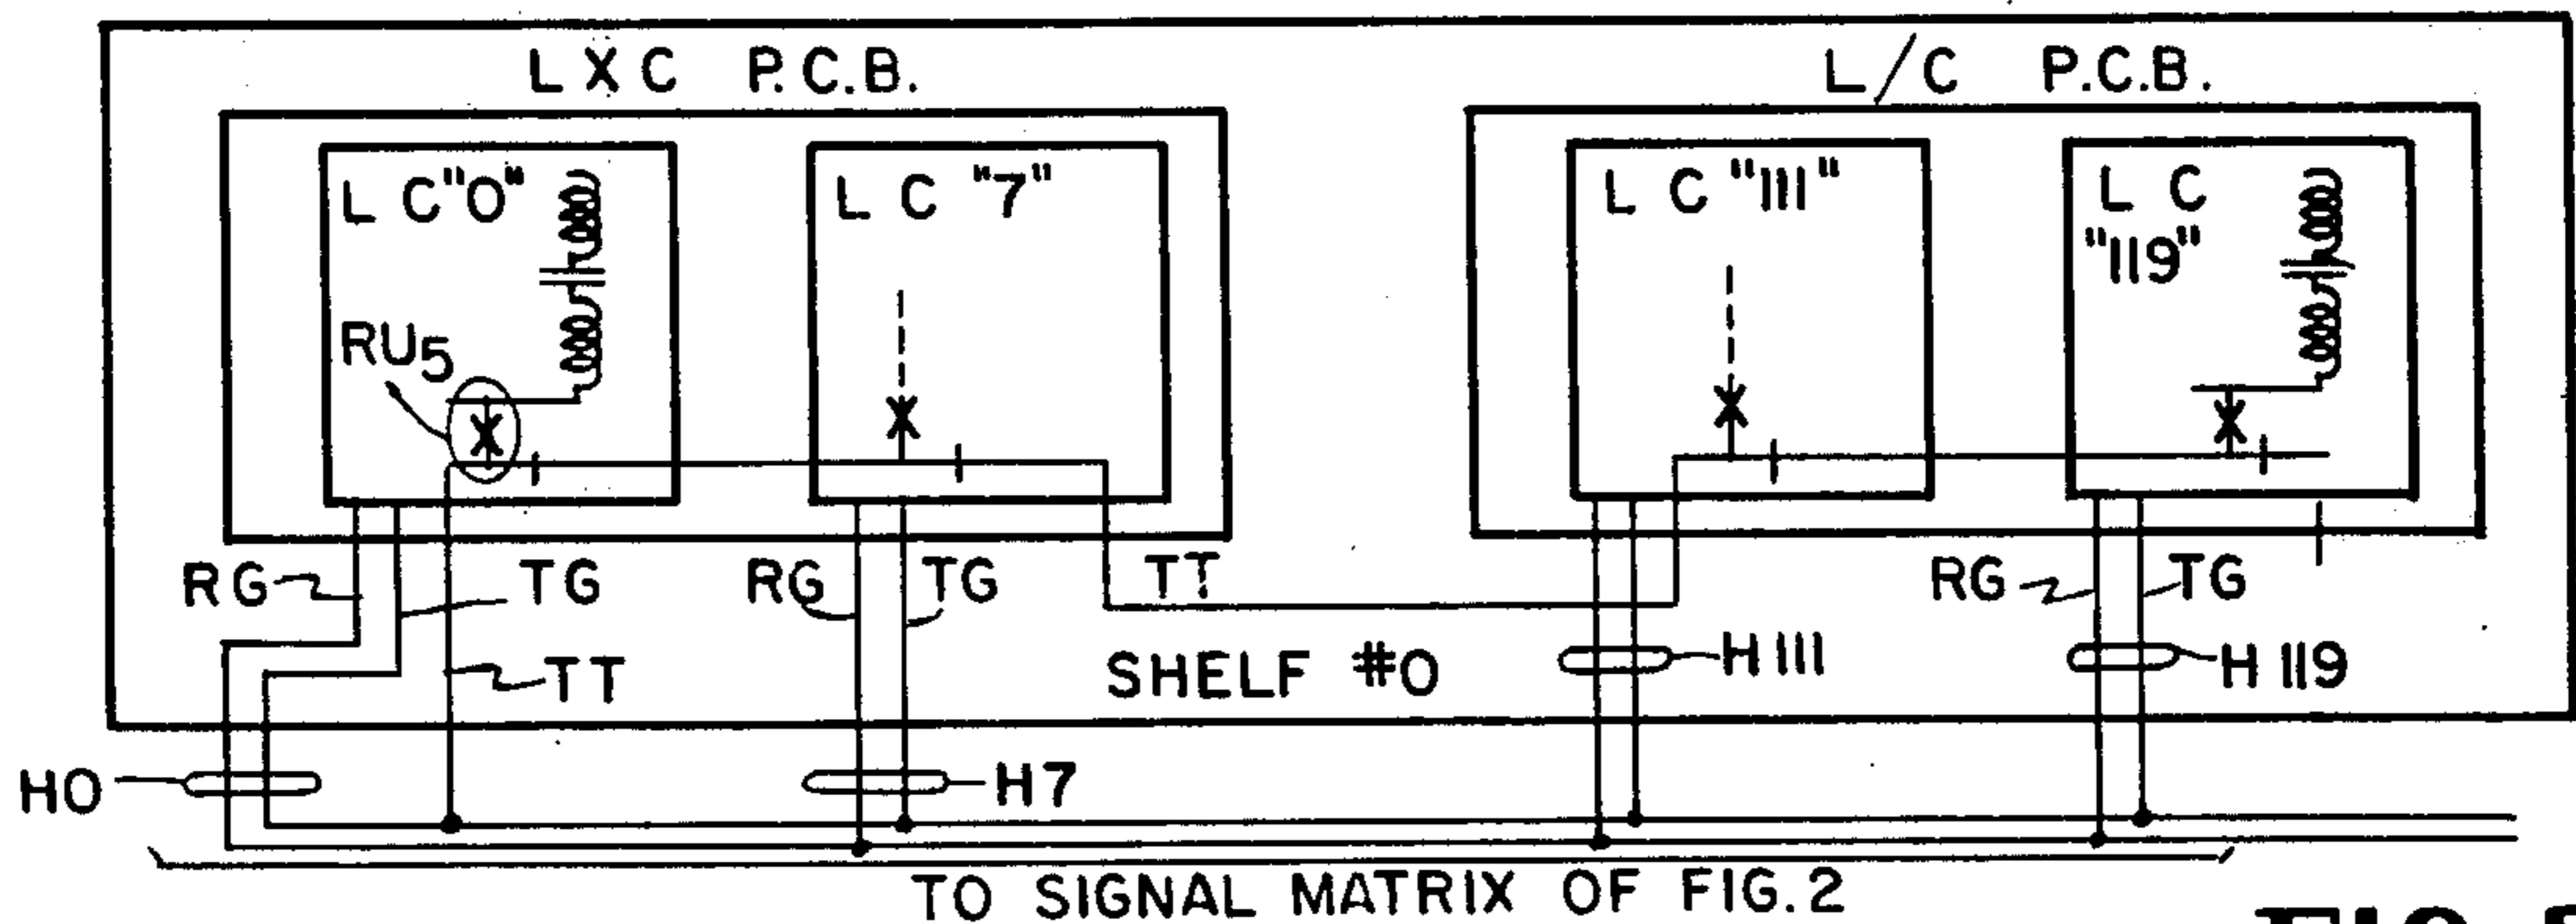 L X C P.C.B.
L/C P.C.B.
L C "0"
L C "7"
L C "111"
L C
"119"
RU5
RG
TG
TT
RG
TG
TT
RG
TG
SHELF #0
H0
H7
H111
H119
TO SIGNAL MATRIX OF FIG.2